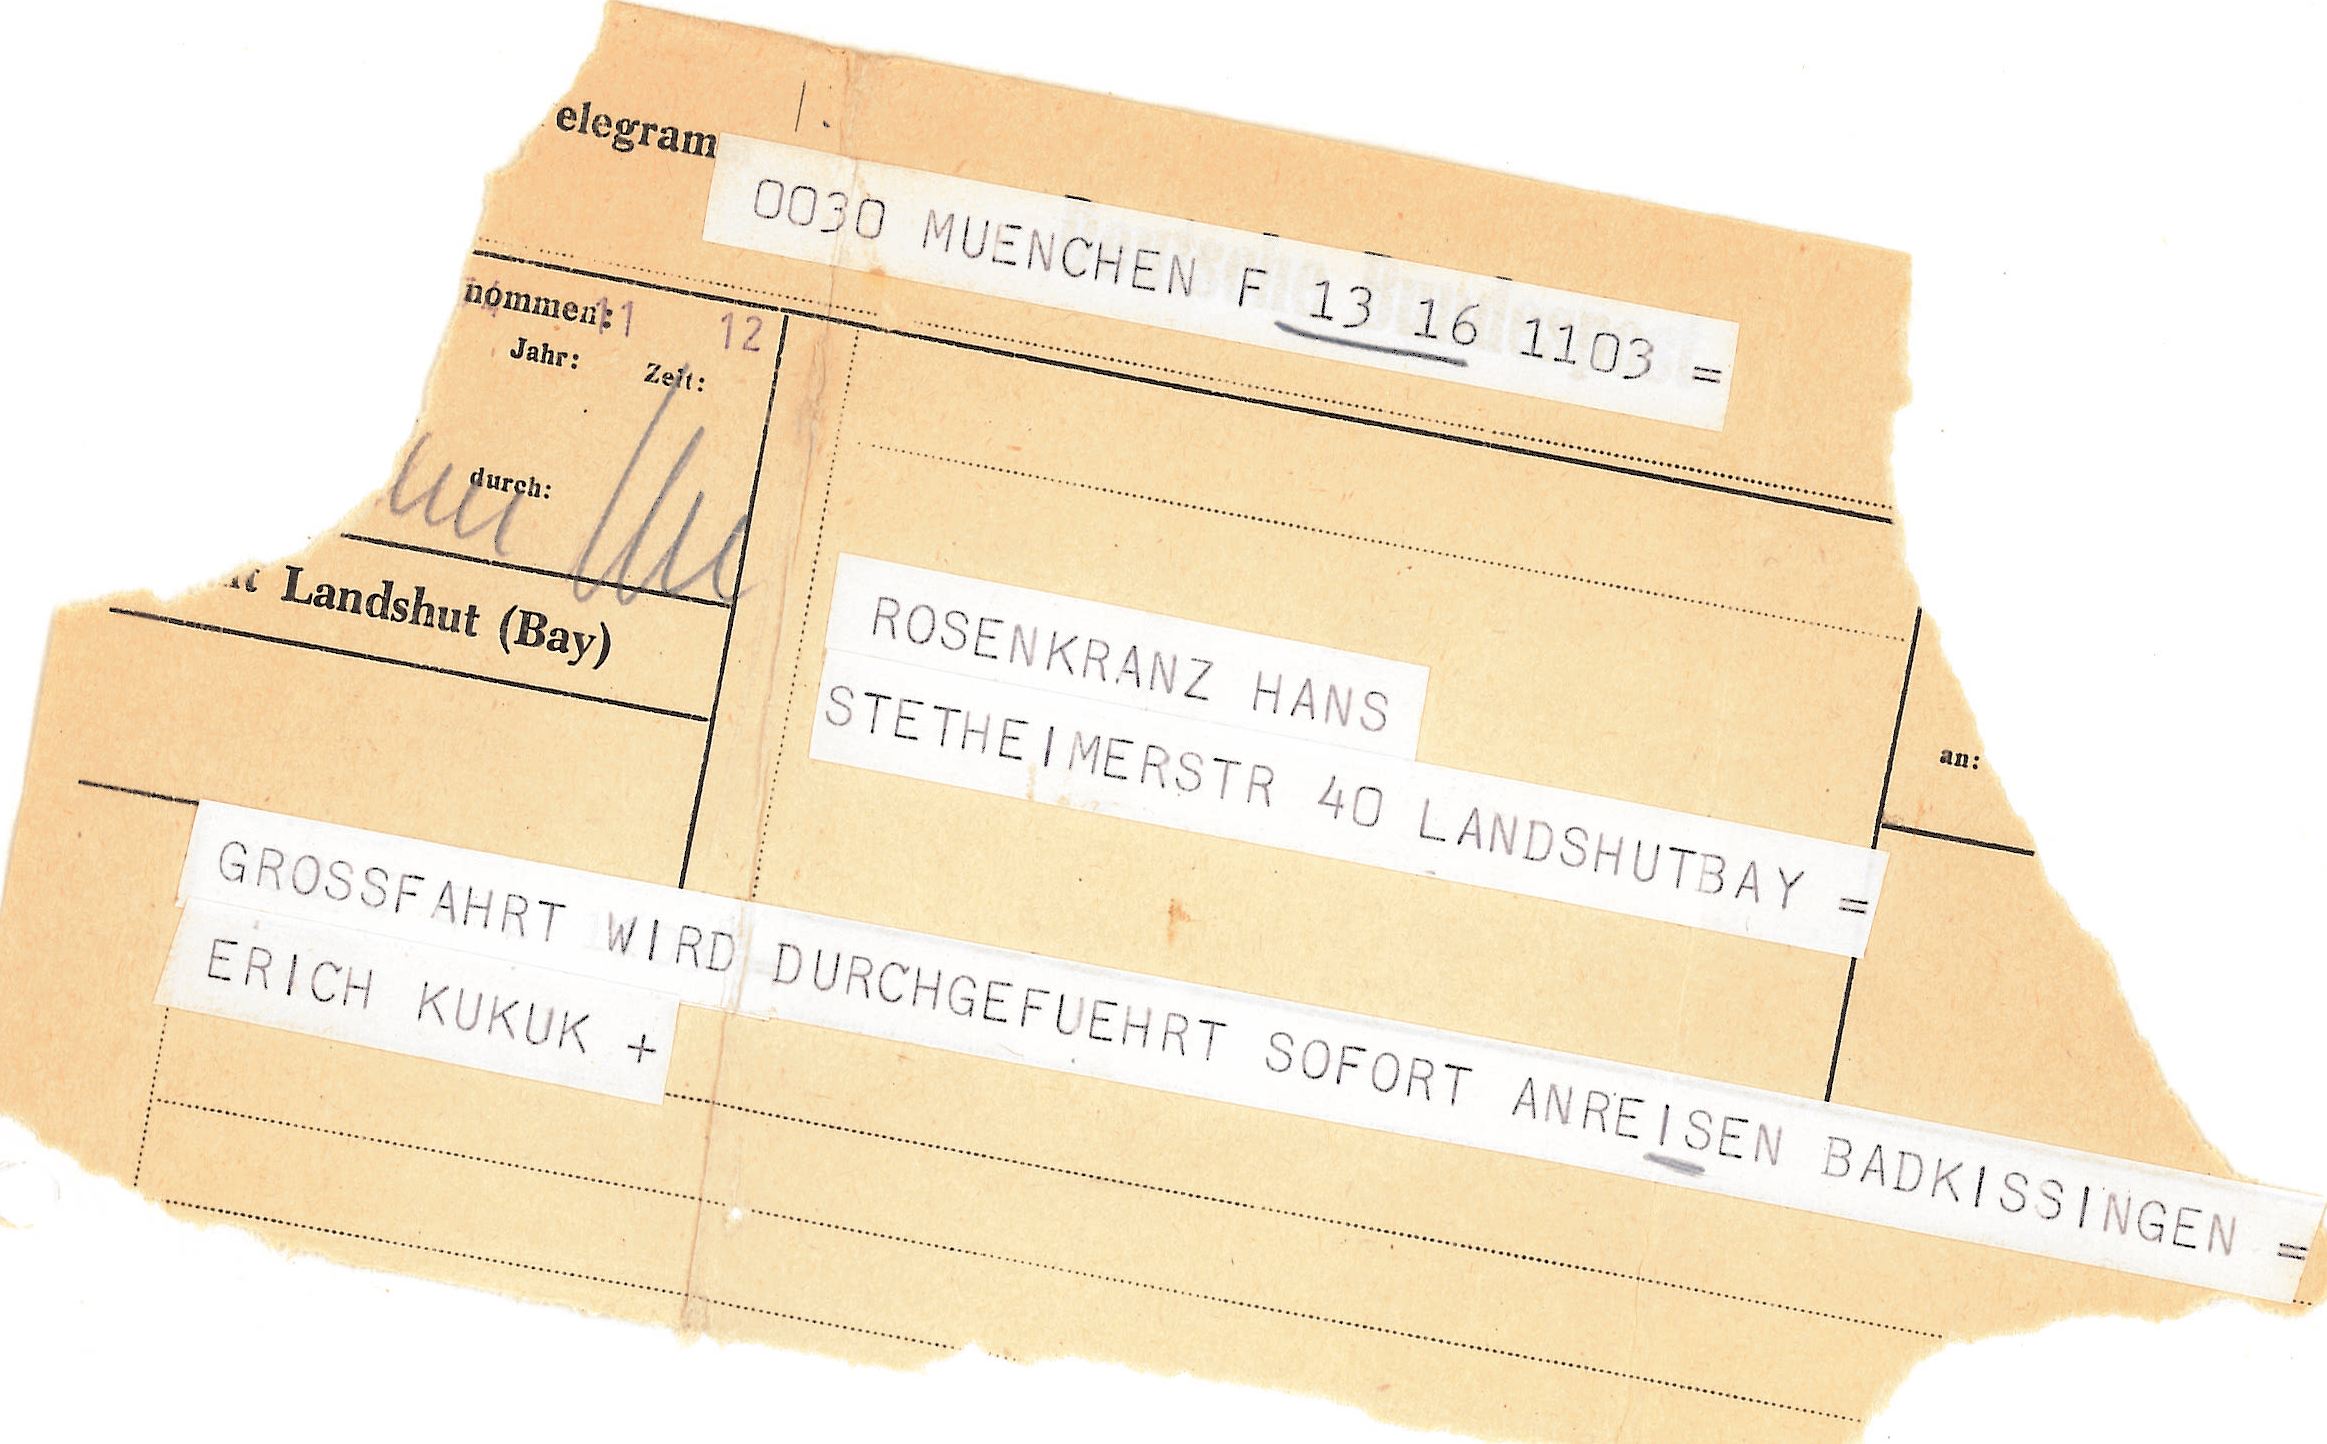 elegram
0030 MUENCHEN F 13 16 1103 =
nommen:
11 12
Jahr: Zeit:
durch:
Landshut (Bay)
ROSENKRANZ HANS
STETHEIMERSTR 40 LANDSHUTBAY =
an:
GROSSFAHRT WIRD DURCHGEFUEHRT SOFORT ANREISEN BADKISSINGEN =
ERICH KUKUK +